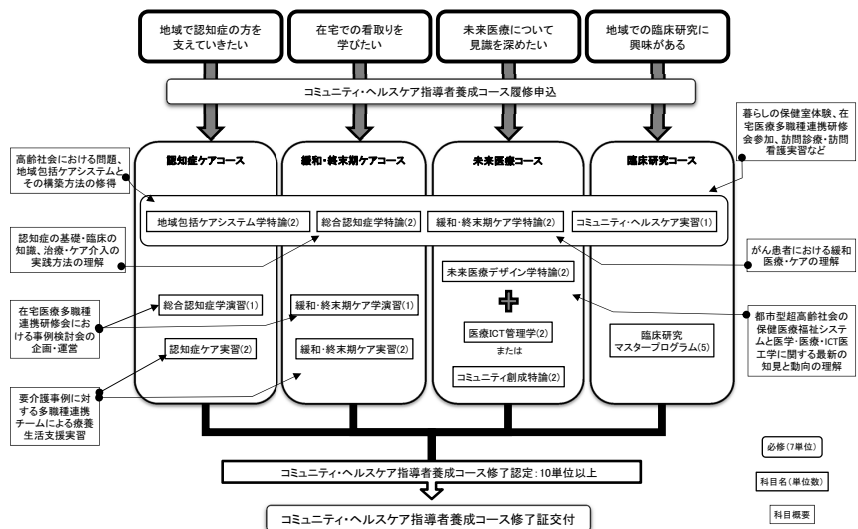 地域で認知症の方を
支えていきたい
在宅での看取りを
学びたい
未来医療について
見識を深めたい
地域での臨床研究に
興味がある
コミュニティ・ヘルスケア指導者養成コース履修申込
高齢社会における問題、
地域包括ケアシステムと
その構築方法の修得
認知症ケアコース
緩和・終末期ケアコース
未来医療コース
臨床研究コース
暮らしの保健室体験、在
宅医療多職種連携研修
会参加、訪問診療・訪問
看護実習など
地域包括ケアシステム学特論(2)
総合認知症学特論(2)
緩和・終末期ケア学特論(2)
コミュニティ・ヘルスケア実習(1)
認知症の基礎・臨床の
知識、治療・ケア介入の
実践方法の理解
がん患者における緩和
医療・ケアの理解
未来医療デザイン学特論(2)
在宅医療多職種
連携研修会にお
ける事例検討会の
企画・運営
総合認知症学演習(1)
緩和・終末期ケア学演習(1)
医療ICT管理学(2)
または
コミュニティ創成特論(2)
臨床研究
マスタープログラム(5)
都市型超高齢社会の
保健医療福祉システ
ムと医学・医療・ICT医
工学に関する最新の
知見と動向の理解
認知症ケア実習(2)
緩和・終末期ケア実習(2)
要介護事例に対
する多職種連携
チームによる療養
生活支援実習
コミュニティ・ヘルスケア指導者養成コース修了認定:10単位以上
コミュニティ・ヘルスケア指導者養成コース修了証交付
必修(7単位)
科目名(単位数)
科目概要